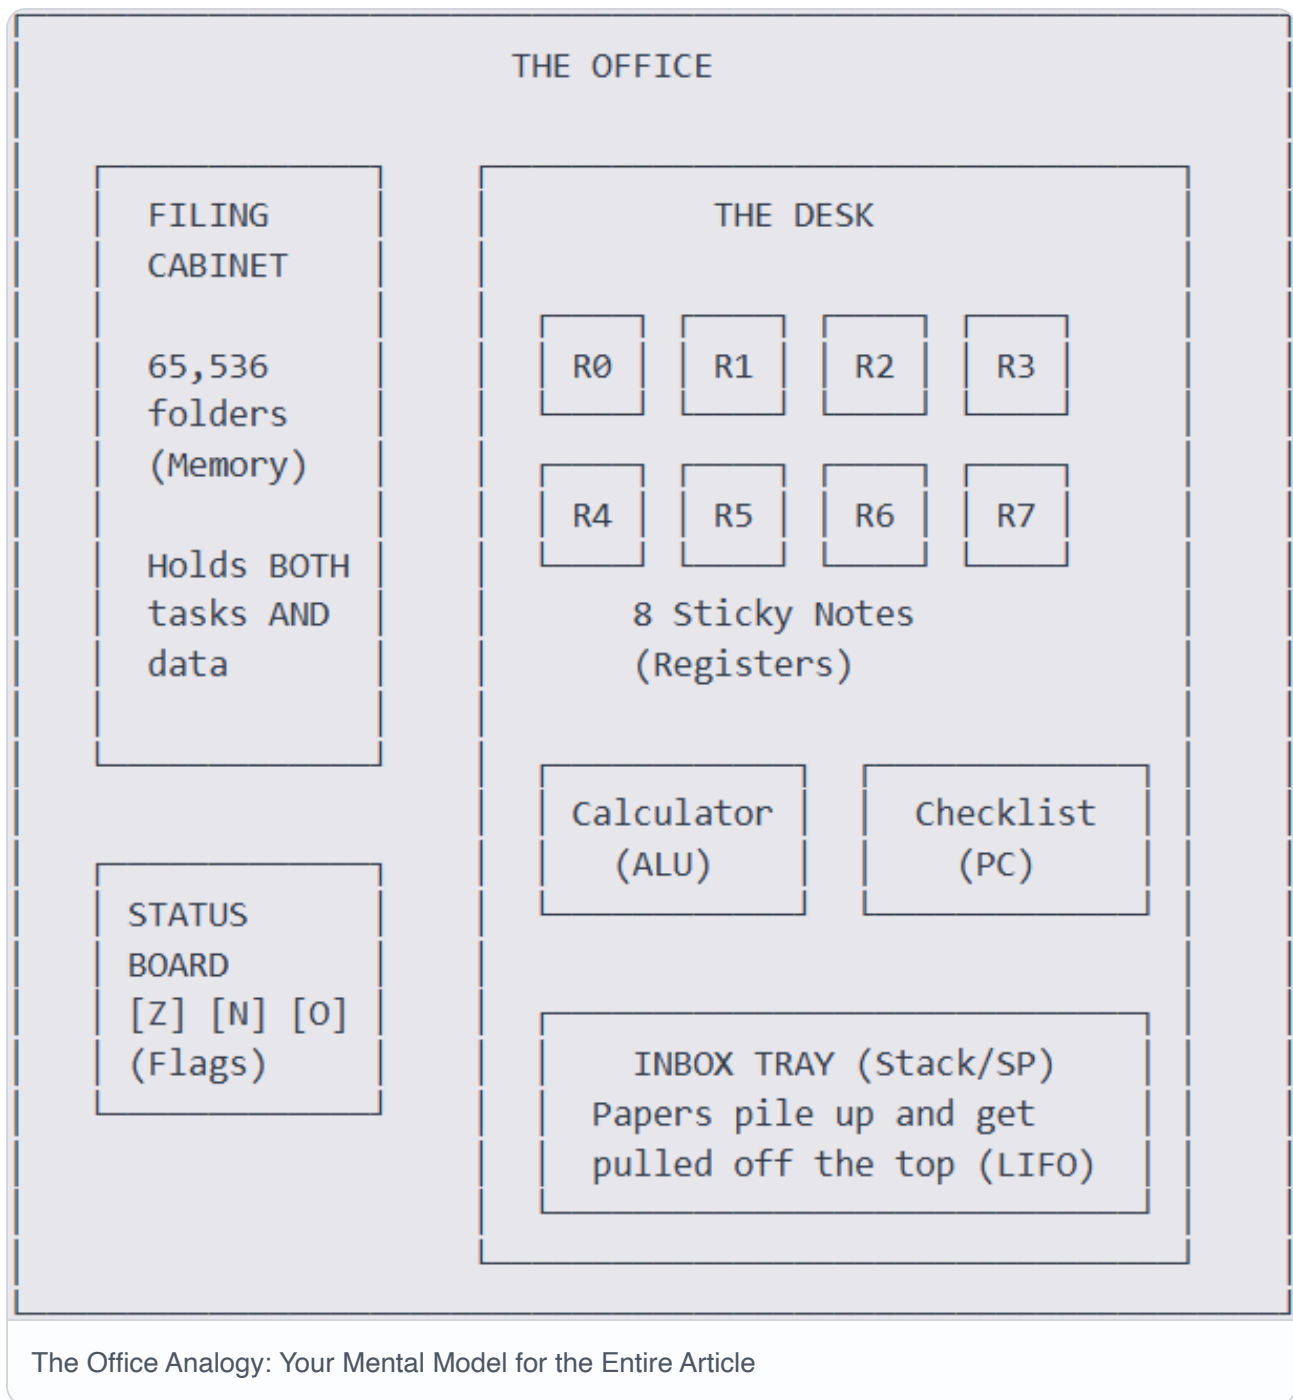 THE OFFICE
FILING
CABINET
65,536
folders
(Memory)
Holds BOTH
tasks AND
data
STATUS
BOARD
[Z] [N] [O]
(Flags)
THE DESK
R0 R1 R2 R3
R4 R5 R6 R7
8 Sticky Notes
(Registers)
Calculator
(ALU)
Checklist
(PC)
INBOX TRAY (Stack/SP)
Papers pile up and get
pulled off the top (LIFO)
The Office Analogy: Your Mental Model for the Entire Article